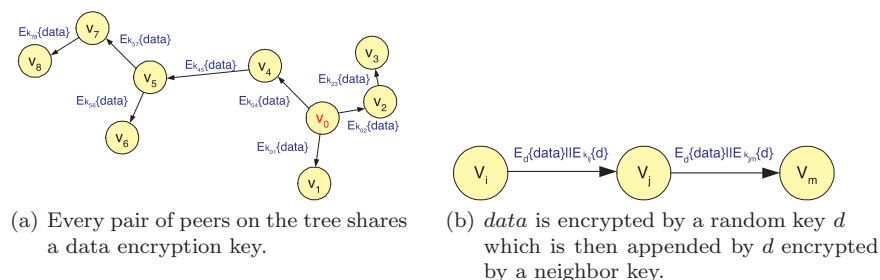 v7
Ek78{data}
Ek57{data}
v3
v8
v4
v5
Ek45{data}
Ek23{data}
Ek56{data}
Ek04{data}
v2
v0
Ek02{data}
v6
Ek01{data}
v1
Ed{data}IIEkij{d}
Ed{data}IIEkjm{d}
Vi
Vj
Vm
(a) Every pair of peers on the tree shares
a data encryption key.
(b) data is encrypted by a random key d
which is then appended by d encrypted
by a neighbor key.